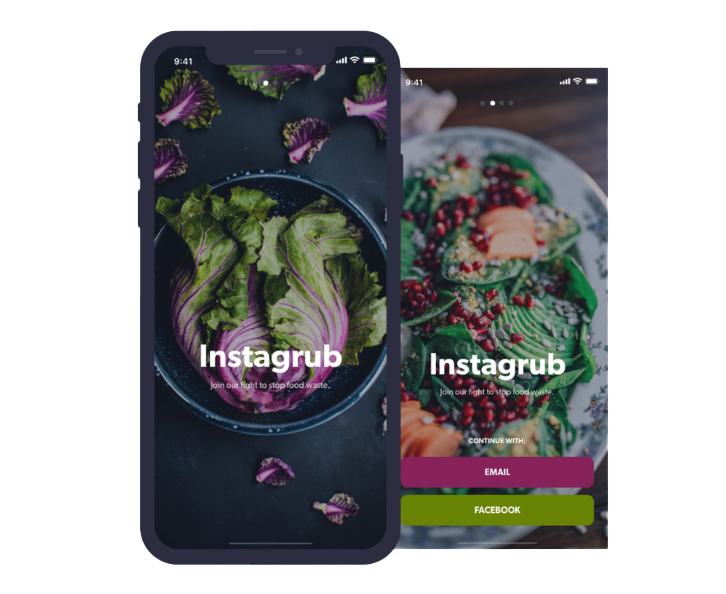 9:41
Instagrub
Join our fight to stop food waste.
9:41
Instagrub
Join our fight to stop food waste.
CONTINUE WITH:
EMAIL
FACEBOOK